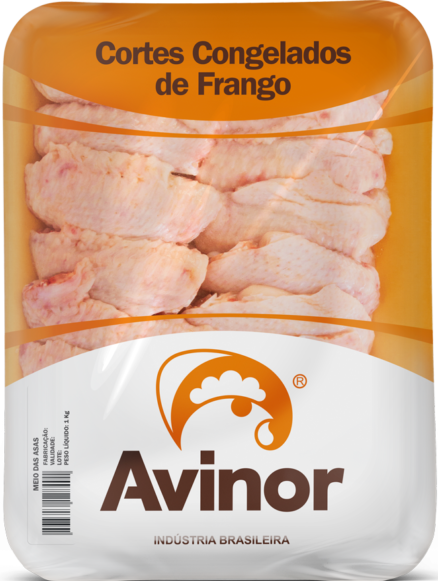 Cortes Congelados
de Frango
MEIO DAS ASAS
FABRICAÇÃO:
VALIDADE:
LOTE:
PESO LÍQUIDO: 1 Kg
®
Avinor
INDÚSTRIA BRASILEIRA